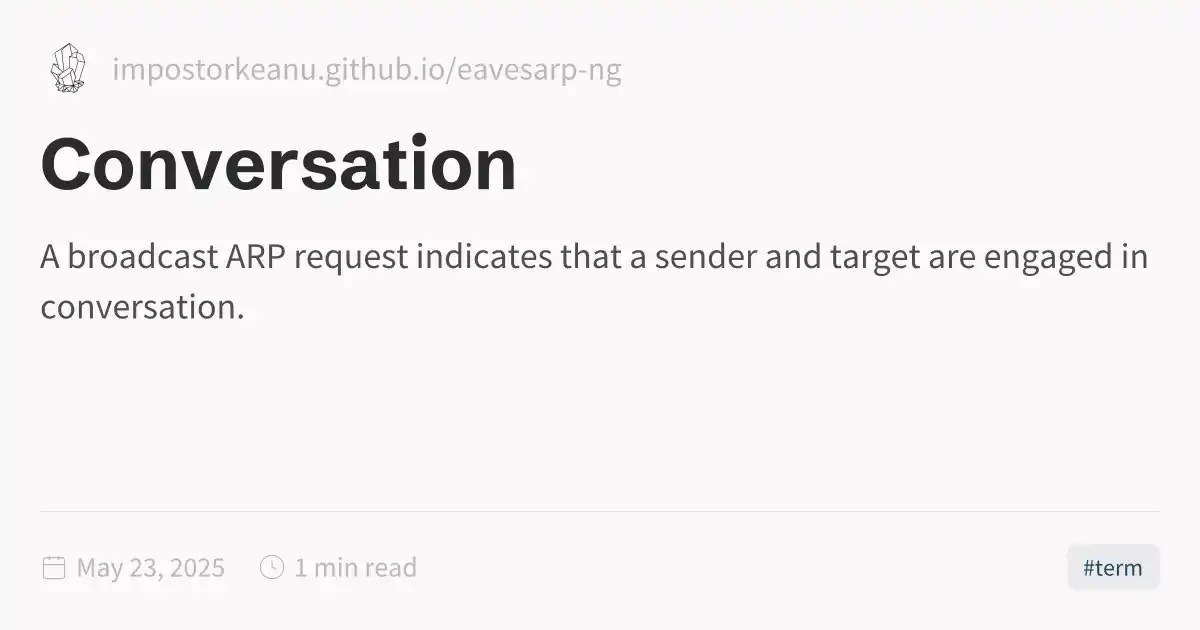 impostorkeanu.github.io/eavesarp-ng
Conversation
A broadcast ARP request indicates that a sender and target are engaged in
conversation.
May 23, 2025 1 min read #term